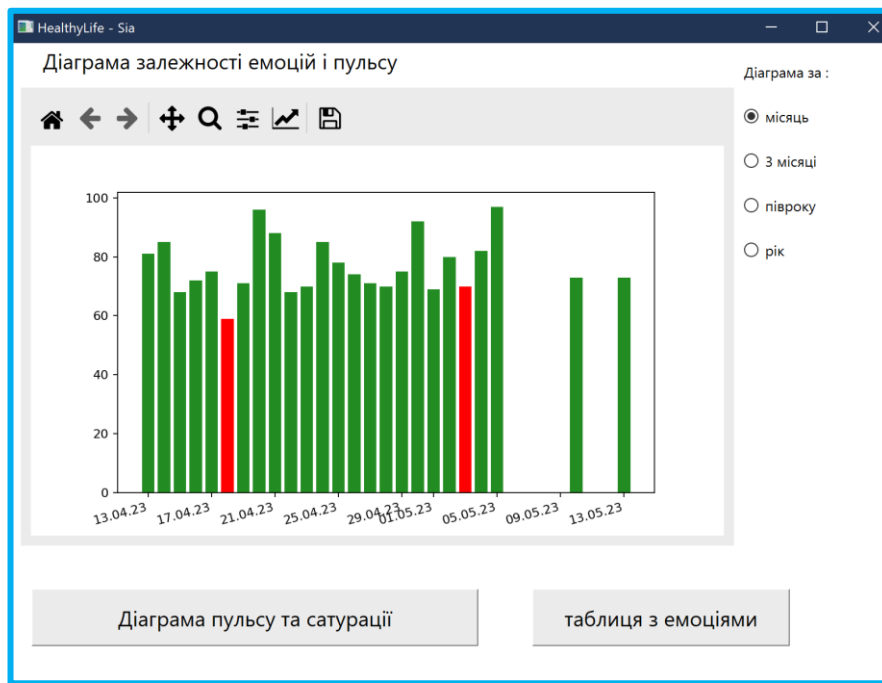 HealthyLife - Sia
Діаграма залежності емоцій і пульсу
Діаграма за :
місяць
3 місяці
півроку
рік
100
80
60
40
20
0
13.04.23
17.04.23
21.04.23
25.04.23
29.04.23
01.05.23
05.05.23
09.05.23
13.05.23
Діаграма пульсу та сатурації
таблиця з емоціями